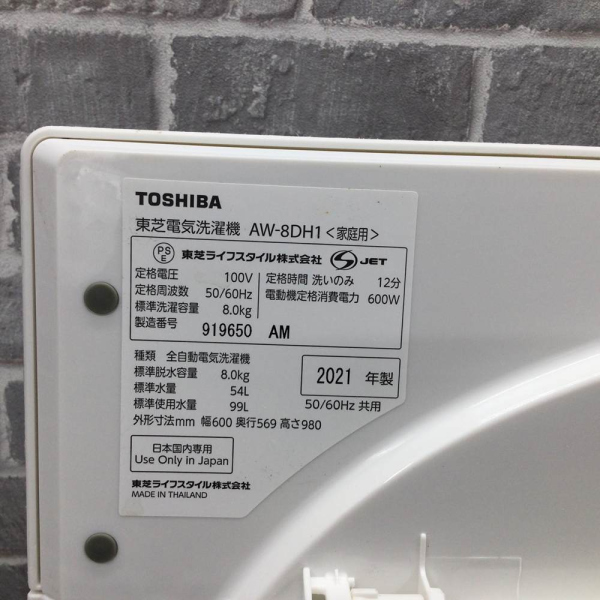 TOSHIBA
東芝電気洗濯機 AW-8DH1<家庭用>
PSE 東芝ライフスタイル株式会社 S JET
定格電圧 100V 定格時間 洗いのみ 12分
定格周波数 50/60Hz 電動機定格消費電力 600W
標準洗濯容量 8.0kg
製造番号 919650 AM
種類 全自動電気洗濯機
標準脱水容量 8.0kg 2021 年製
標準水量 54L
標準使用水量 99L 50/60Hz 共用
外形寸法mm 幅600 奥行569 高さ980
日本国内専用
Use Only in Japan
東芝ライフスタイル株式会社
MADE IN THAILAND